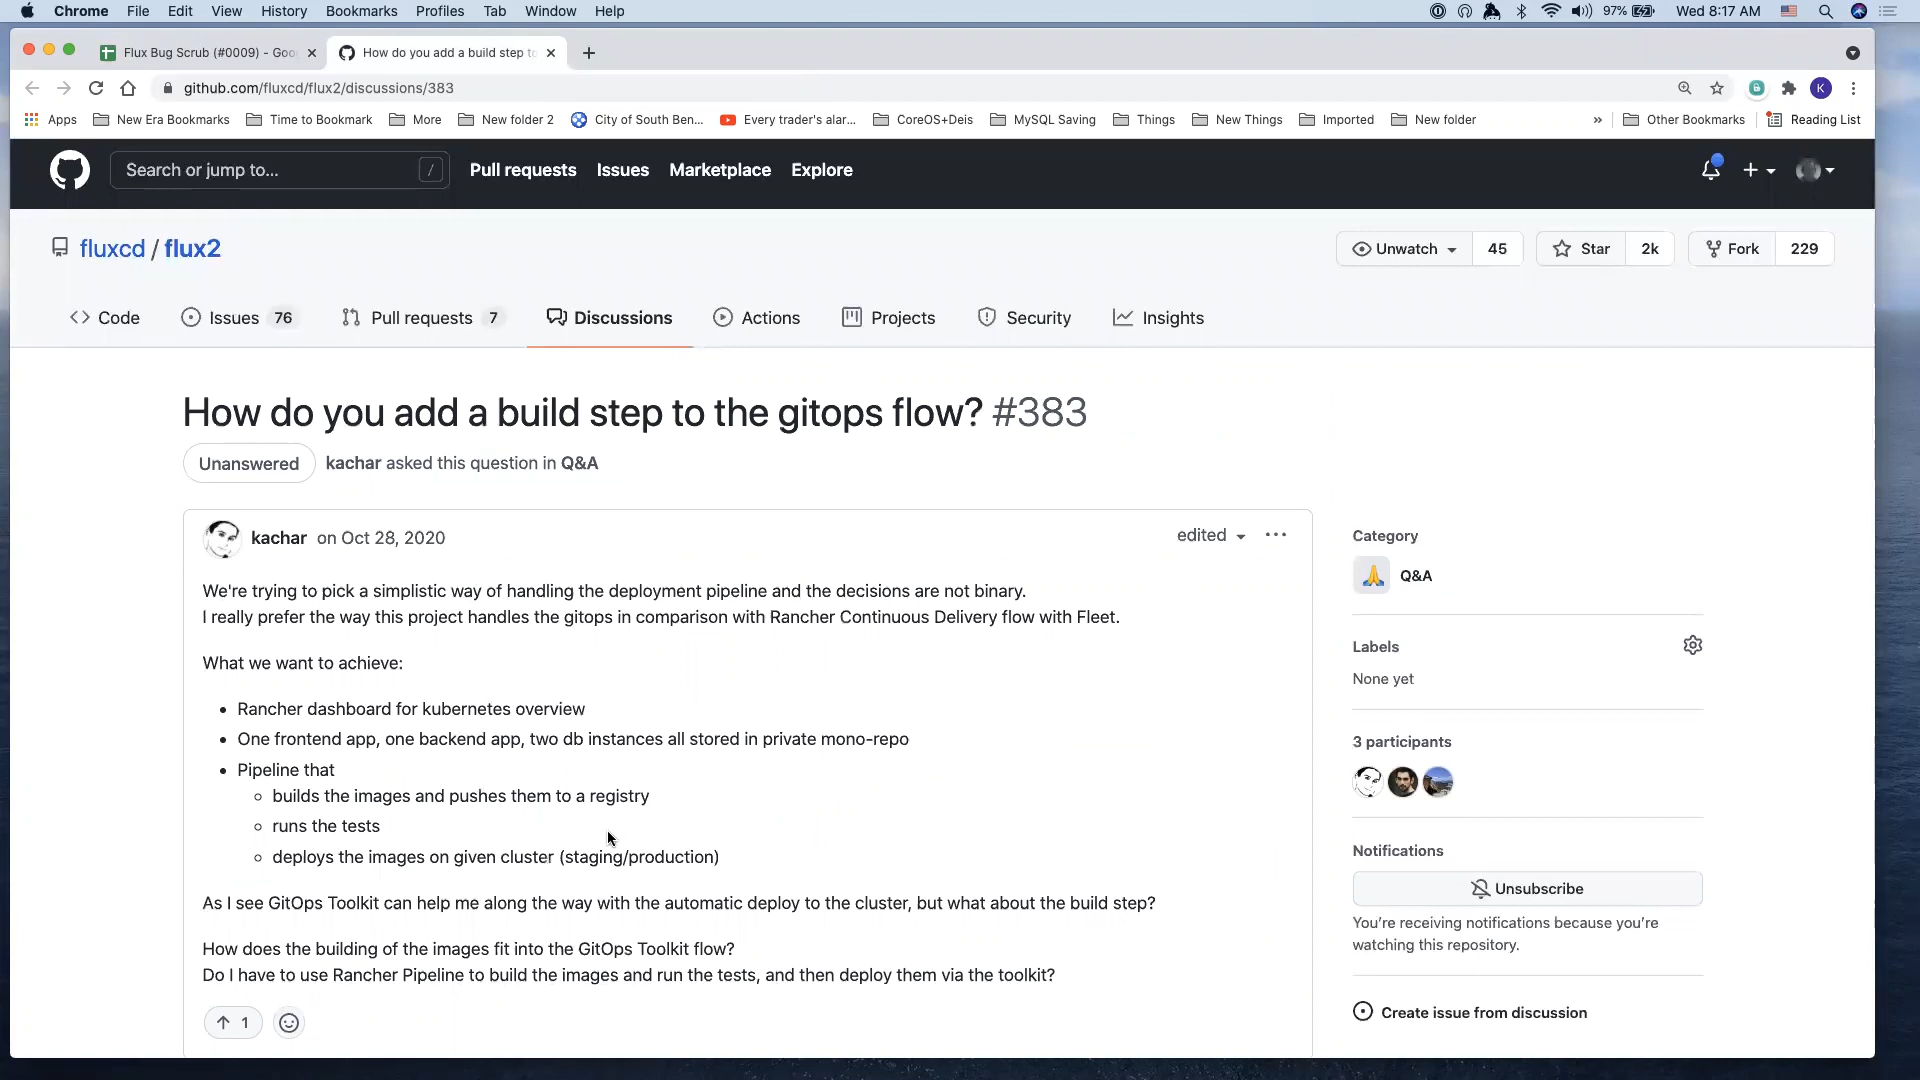 Chrome File Edit View History Bookmarks Profiles Tab Window Help 97% Wed 8:17 AM
Flux Bug Scrub (#0009) - Goo How do you add a build step to
github.com/fluxcd/flux2/discussions/383 K
Apps New Era Bookmarks Time to Bookmark More New folder 2 City of South Ben... Every trader's alar... CoreOS+Deis MySQL Saving Things New Things Imported New folder » Other Bookmarks Reading List
Search or jump to... / Pull requests Issues Marketplace Explore
fluxcd / flux2 Unwatch 45 Star 2k Fork 229
Code Issues 76 Pull requests 7 Discussions Actions Projects Security Insights
How do you add a build step to the gitops flow? #383
Unanswered kachar asked this question in Q&A
kachar on Oct 28, 2020 edited
We're trying to pick a simplistic way of handling the deployment pipeline and the decisions are not binary.
I really prefer the way this project handles the gitops in comparison with Rancher Continuous Delivery flow with Fleet.
What we want to achieve:
• Rancher dashboard for kubernetes overview
• One frontend app, one backend app, two db instances all stored in private mono-repo
• Pipeline that
◦ builds the images and pushes them to a registry
◦ runs the tests
◦ deploys the images on given cluster (staging/production)
As I see GitOps Toolkit can help me along the way with the automatic deploy to the cluster, but what about the build step?
How does the building of the images fit into the GitOps Toolkit flow?
Do I have to use Rancher Pipeline to build the images and run the tests, and then deploy them via the toolkit?
1
Category
Q&A
Labels
None yet
3 participants
Notifications
Unsubscribe
You're receiving notifications because you're
watching this repository.
Create issue from discussion